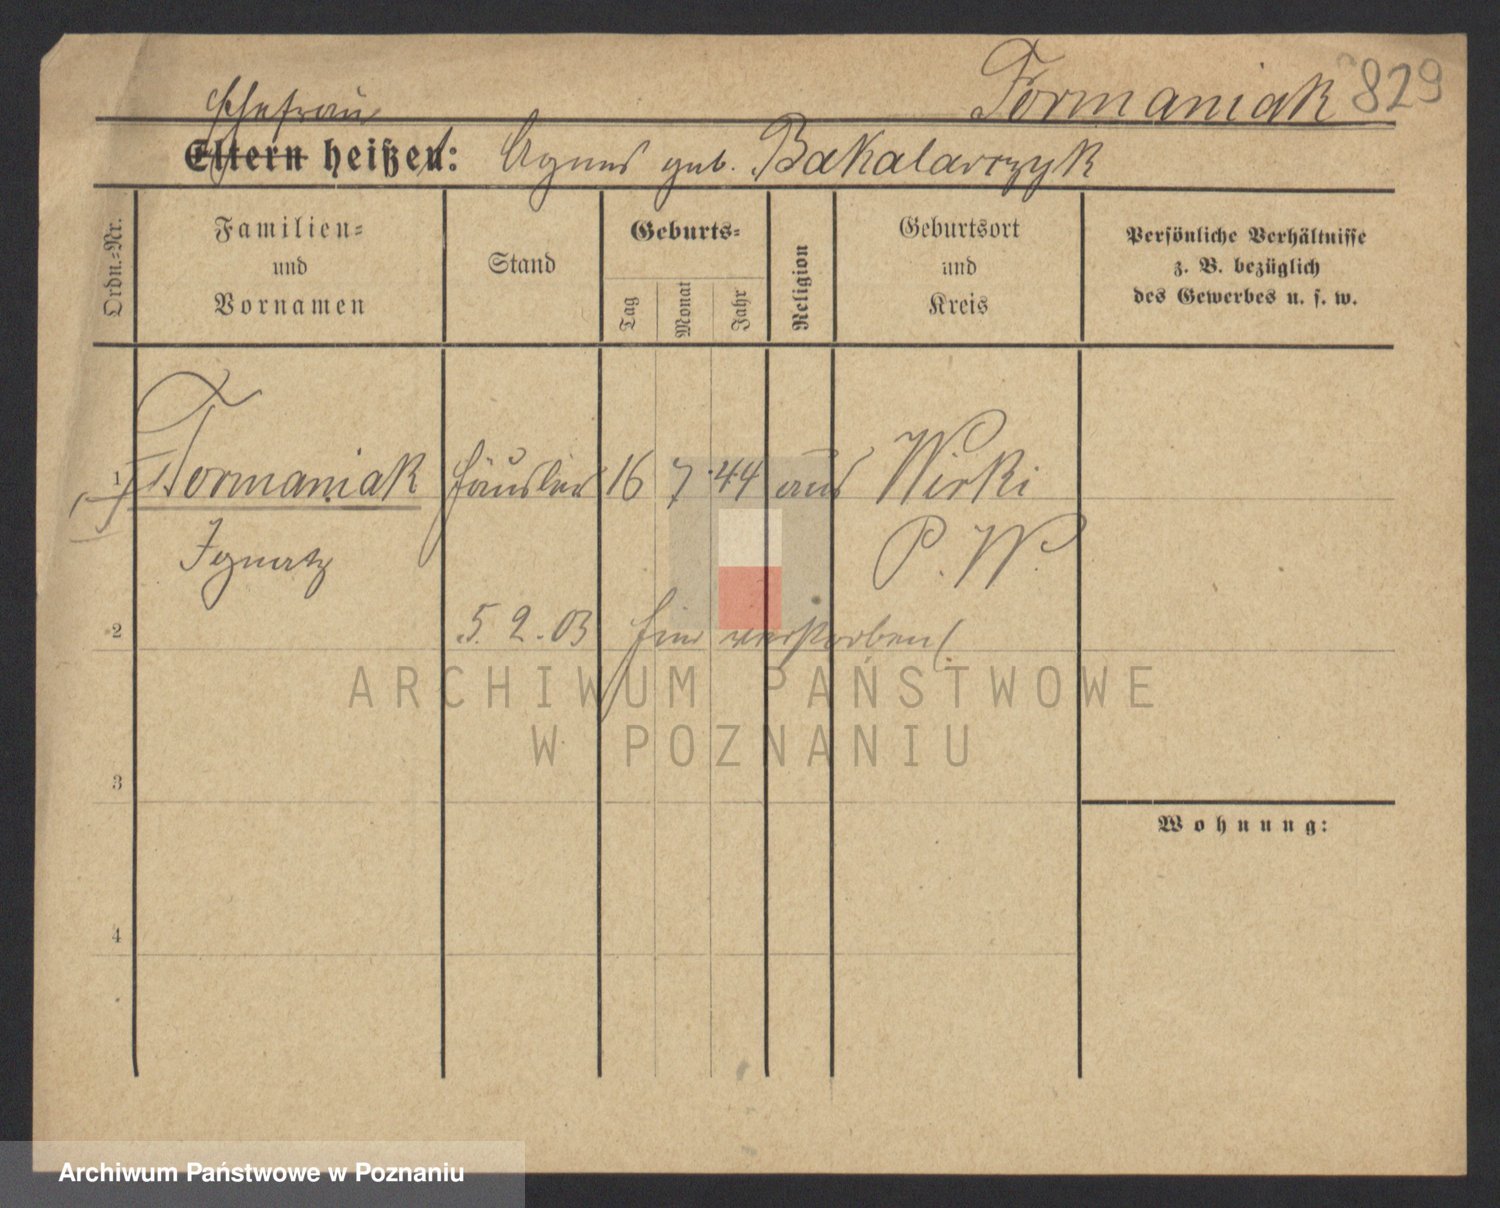 Formaniak 829
Ehefrau
Eltern heißen: Agnes geb. Bakalarczyk
Ordn.-Nr.
Familien-
und
Vornamen
Stand
Geburts-
Tag
Monat
Jahr
Religion
Geburtsort
und
Kreis
Persönliche Verhältnisse
z. B. bezüglich
des Gewerbes u. s. w.
1 Formaniak Häusler 16 7. 44 aus Wirki
Ignatz P. W.
2 5. 2. 03 hier verstorben.
3
4
Wohnung:
ARCHIWUM PAŃSTWOWE
W POZNANIU
Archiwum Państwowe w Poznaniu